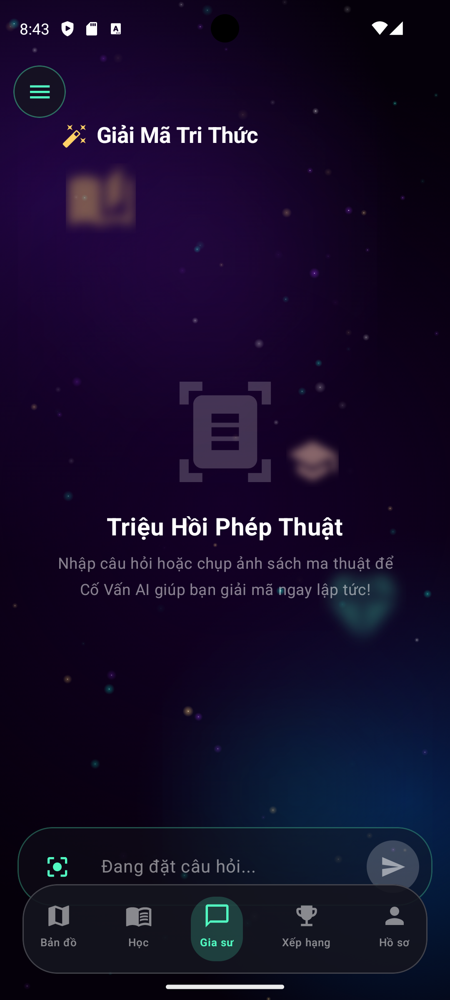 8:43
Giải Mã Tri Thức
Triệu Hồi Phép Thuật
Nhập câu hỏi hoặc chụp ảnh sách ma thuật để
Cố Vấn AI giúp bạn giải mã ngay lập tức!
Đang đặt câu hỏi...
Bản đồ
Học
Gia sư
Xếp hạng
Hồ sơ